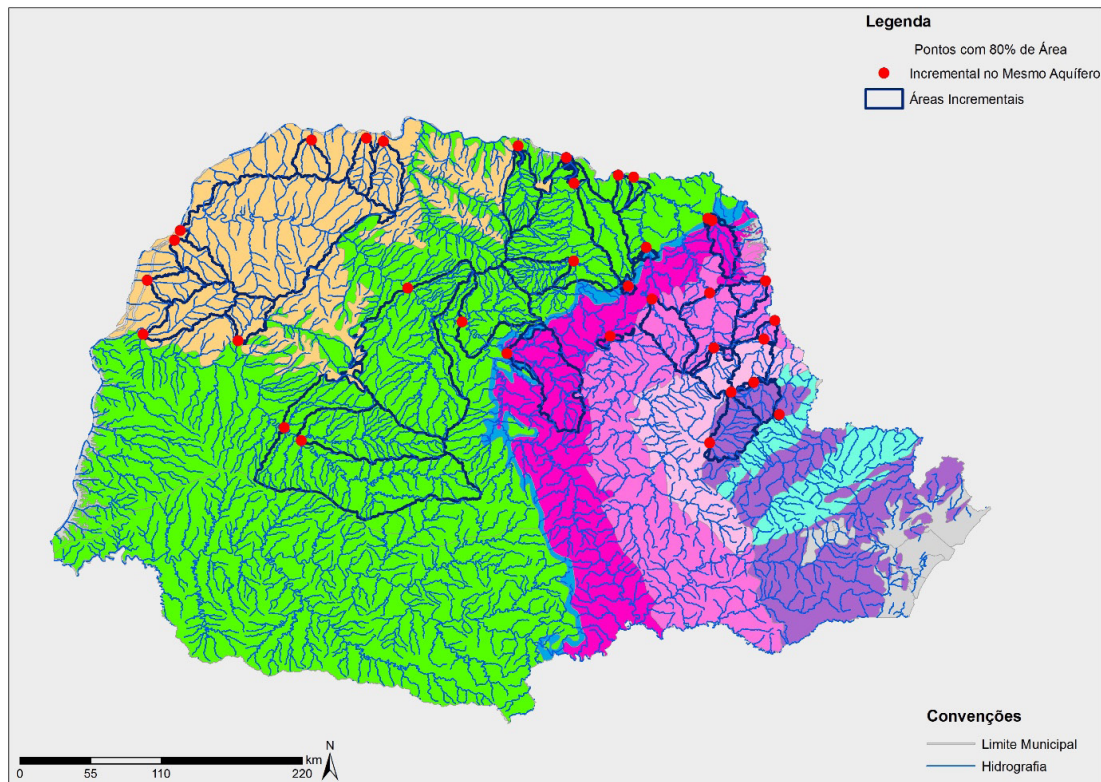 Legenda
Pontos com 80% de Área
Incremental no Mesmo Aquífero
Áreas Incrementais
Convenções
Limite Municipal
Hidrografia
N
km
0 55 110 220